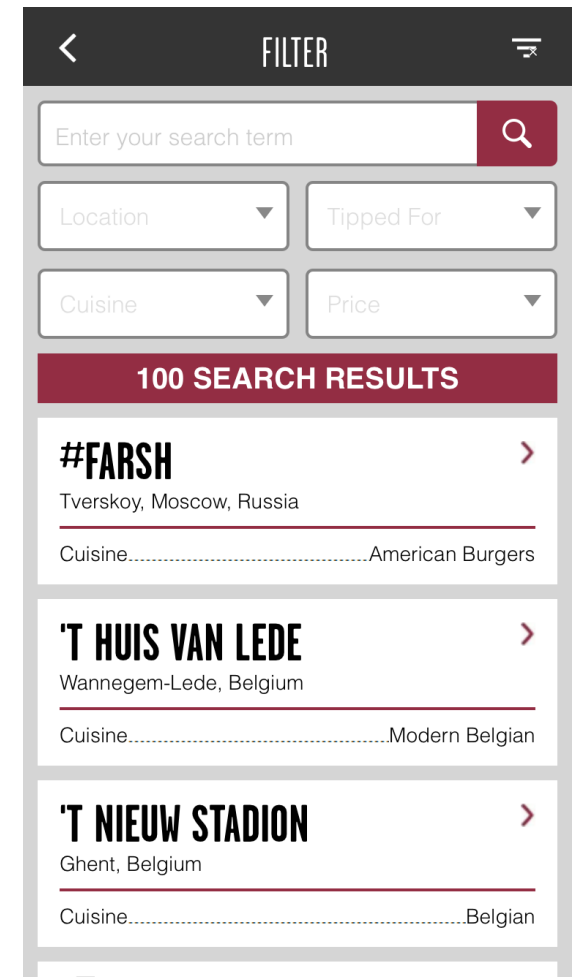 FILTER
Enter your search term
Location
Tipped For
Cuisine
Price
100 SEARCH RESULTS
#FARSH
Tverskoy, Moscow, Russia
Cuisine........................................American Burgers
'T HUIS VAN LEDE
Wannegem-Lede, Belgium
Cuisine...........................................Modern Belgian
'T NIEUW STADION
Ghent, Belgium
Cuisine........................................................Belgian